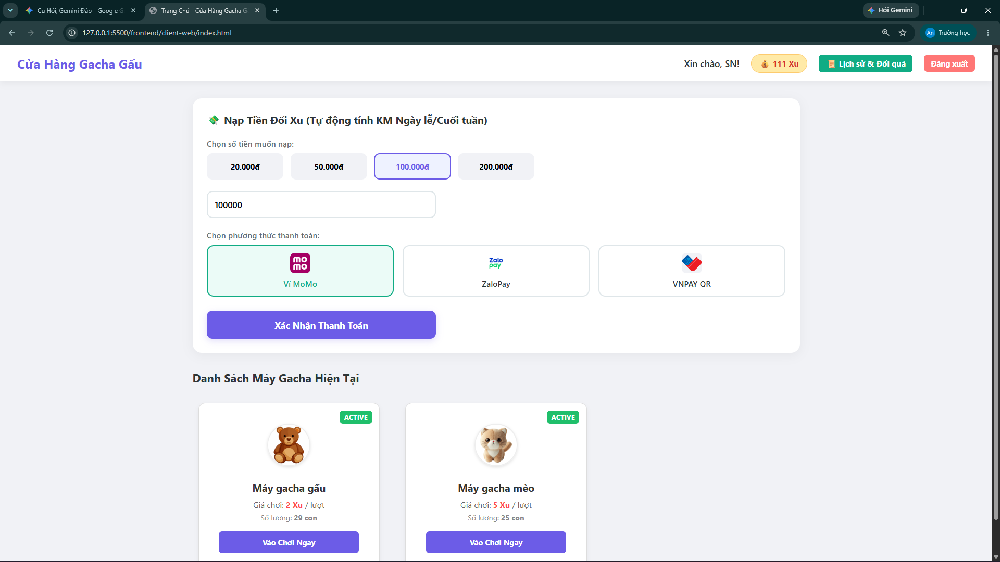 Cu Hỏi, Gemini Đáp - Google G
Trang Chủ - Cửa Hàng Gacha G
Hỏi Gemini
127.0.0.1:5500/frontend/client-web/index.html
An Trường học
Cửa Hàng Gacha Gấu
Xin chào, SN!
💰 111 Xu
📜 Lịch sử & Đổi quà
Đăng xuất
💸 Nạp Tiền Đổi Xu (Tự động tính KM Ngày lễ/Cuối tuần)
Chọn số tiền muốn nạp:
20.000đ
50.000đ
100.000đ
200.000đ
100000
Chọn phương thức thanh toán:
mo
mo
Ví MoMo
Zalo
pay
ZaloPay
VNPAY QR
Xác Nhận Thanh Toán
Danh Sách Máy Gacha Hiện Tại
ACTIVE
Máy gacha gấu
Giá chơi: 2 Xu / lượt
Số lượng: 29 con
Vào Chơi Ngay
ACTIVE
Máy gacha mèo
Giá chơi: 5 Xu / lượt
Số lượng: 25 con
Vào Chơi Ngay